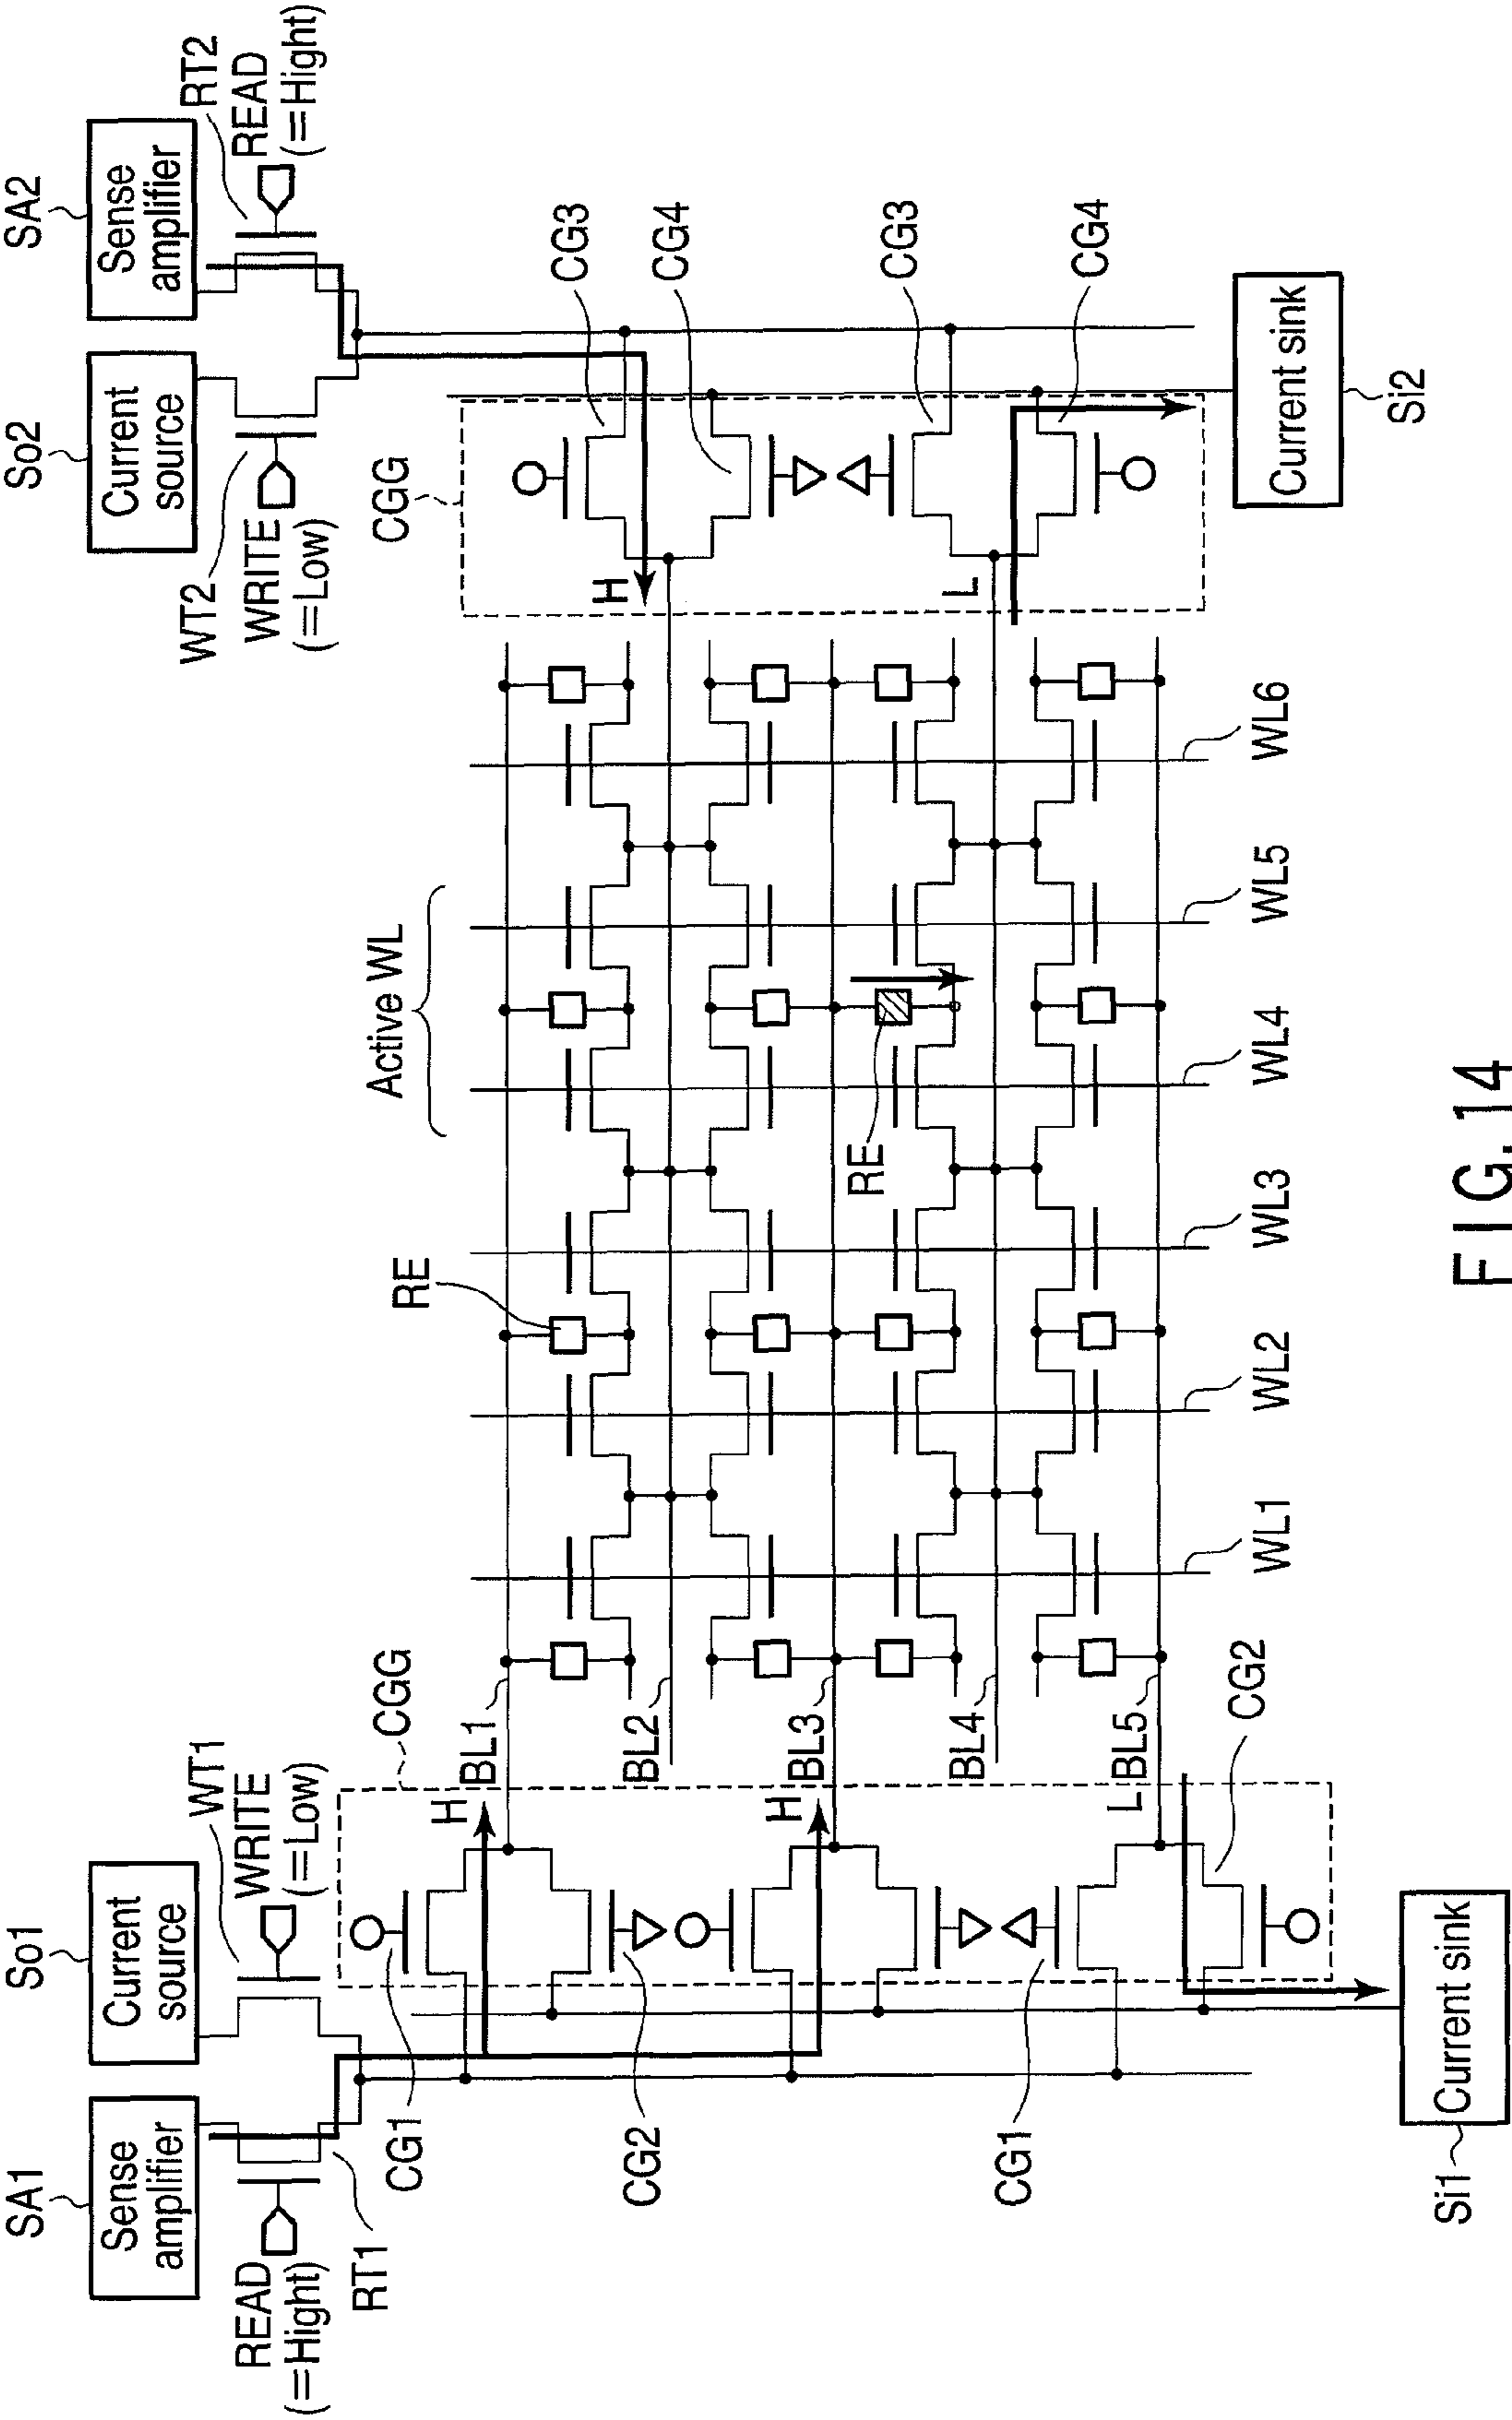 SA1
Sense
amplifier
READ
(=Hight)
RT1
So1
Current
source
WT1
WRITE
(=Low)
So2
Current
source
WT2
WRITE
(=Low)
SA2
Sense
amplifier
RT2
READ
(=Hight)
CGG
CGG
Active WL
CG1
CG2
CG1
CG2
H
BL1
BL2
H
BL3
BL4
L
BL5
RE
RE
H
L
CG3
CG4
CG3
CG4
WL1
WL2
WL3
WL4
WL5
WL6
Current sink
Si1
Current sink
Si2
FIG. 14